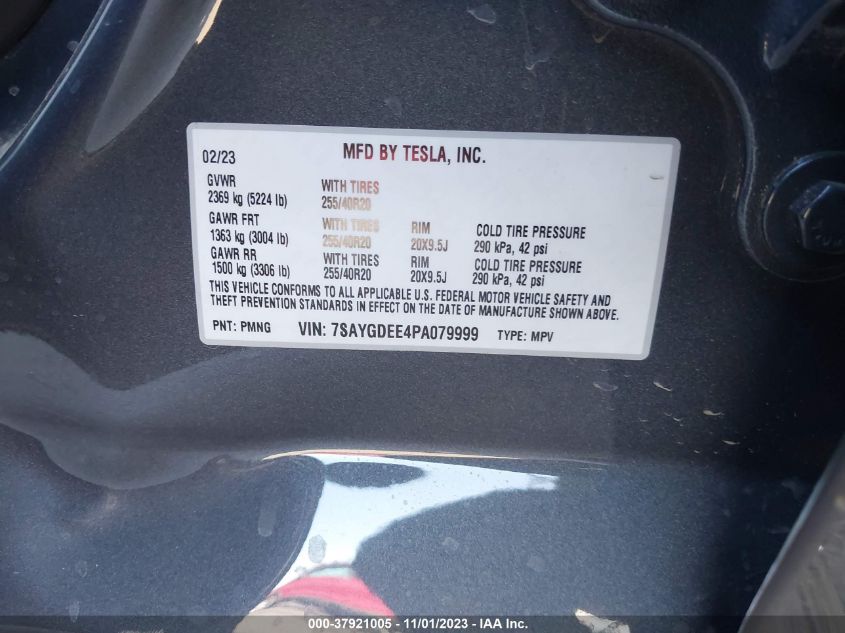 02/23 MFD BY TESLA, INC.
GVWR WITH TIRES
2369 kg (5224 lb) 255/40R20
GAWR FRT WITH TIRES RIM COLD TIRE PRESSURE
1363 kg (3004 lb) 255/40R20 20X9.5J 290 kPa, 42 psi
GAWR RR WITH TIRES RIM COLD TIRE PRESSURE
1500 kg (3306 lb) 255/40R20 20X9.5J 290 kPa, 42 psi
THIS VEHICLE CONFORMS TO ALL APPLICABLE U.S. FEDERAL MOTOR VEHICLE SAFETY AND
THEFT PREVENTION STANDARDS IN EFFECT ON THE DATE OF MANUFACTURE SHOWN ABOVE.
PNT: PMNG VIN: 7SAYGDEE4PA079999 TYPE: MPV
000-37921005 - 11/01/2023 - IAA Inc.